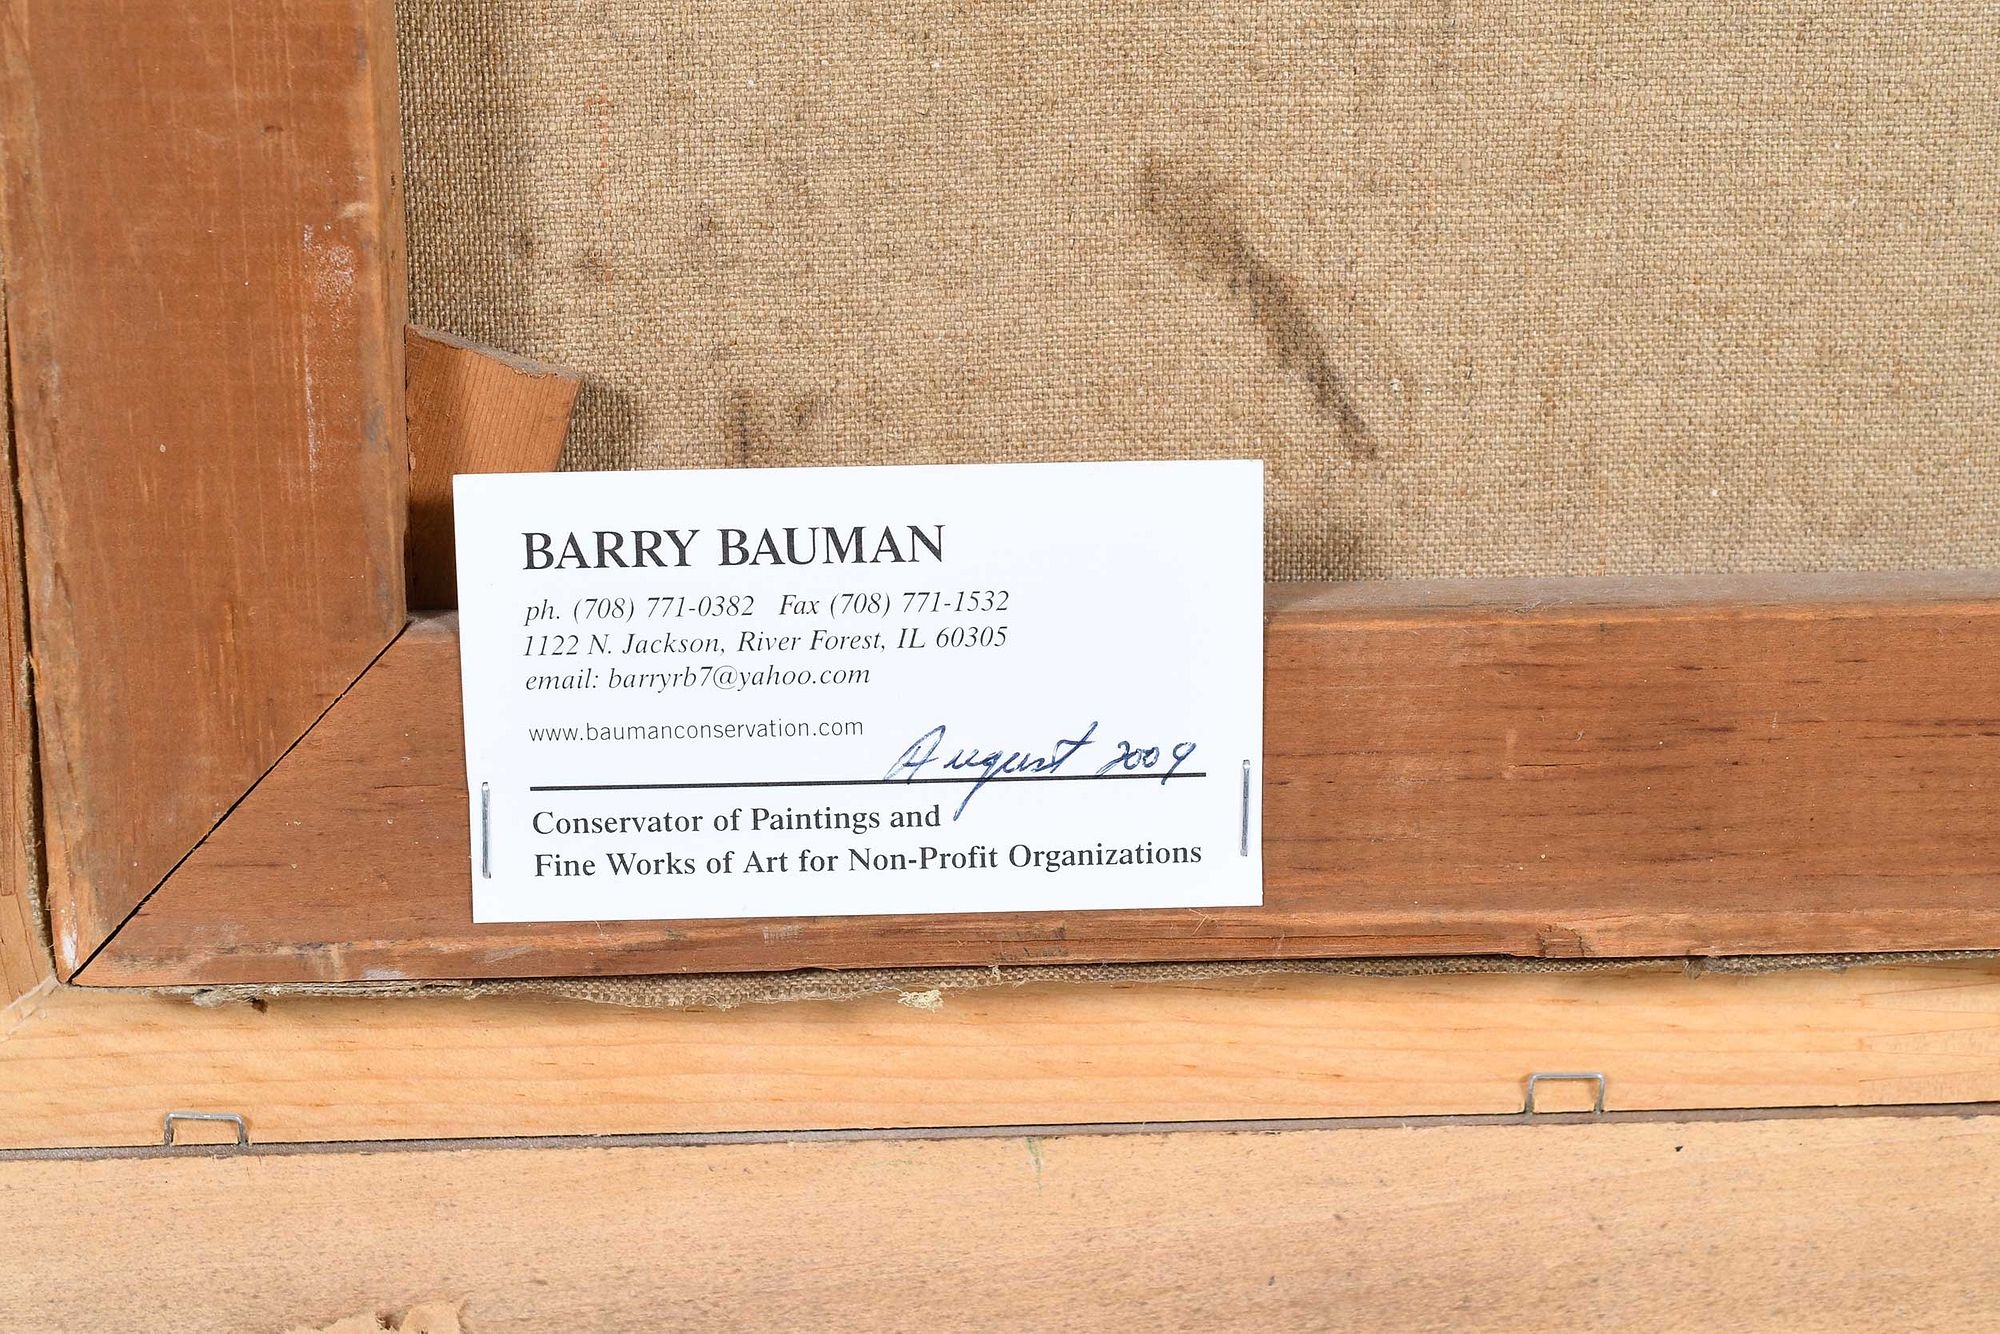 BARRY BAUMAN
ph. (708) 771-0382 Fax (708) 771-1532
1122 N. Jackson, River Forest, IL 60305
email: barryrb7@yahoo.com
www.baumanconservation.com
August 2009
Conservator of Paintings and
Fine Works of Art for Non-Profit Organizations